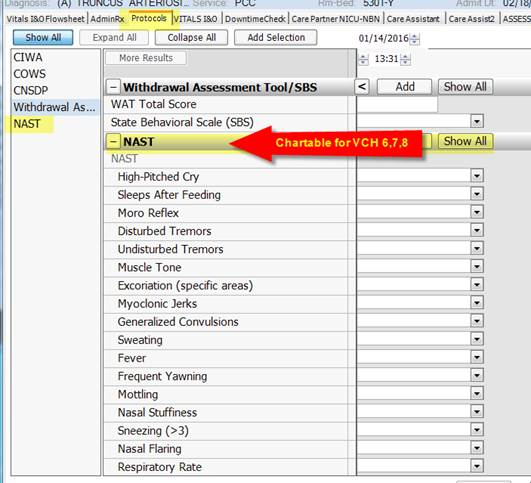 Diagnosis: (A) TRUNCUS ARTERIOSI... Service: PCC Rm-Bed: 530T-Y Admit Dt: 02/18/
Vitals I&O Flowsheet AdminRx Protocols VITALS I&O DowntimeCheck Care Partner NICU-NBN Care Assistant Care Assist2 ASSESS
Show All Expand All Collapse All Add Selection 01/14/2016
CIWA More Results 13:31
COWS
CNSDP Withdrawal Assessment Tool/SBS < Add Show All
Withdrawal As... WAT Total Score
NAST State Behavioral Scale (SBS)
NAST Chartable for VCH 6,7,8 Show All
NAST
High-Pitched Cry
Sleeps After Feeding
Moro Reflex
Disturbed Tremors
Undisturbed Tremors
Muscle Tone
Excoriation (specific areas)
Myoclonic Jerks
Generalized Convulsions
Sweating
Fever
Frequent Yawning
Mottling
Nasal Stuffiness
Sneezing (>3)
Nasal Flaring
Respiratory Rate